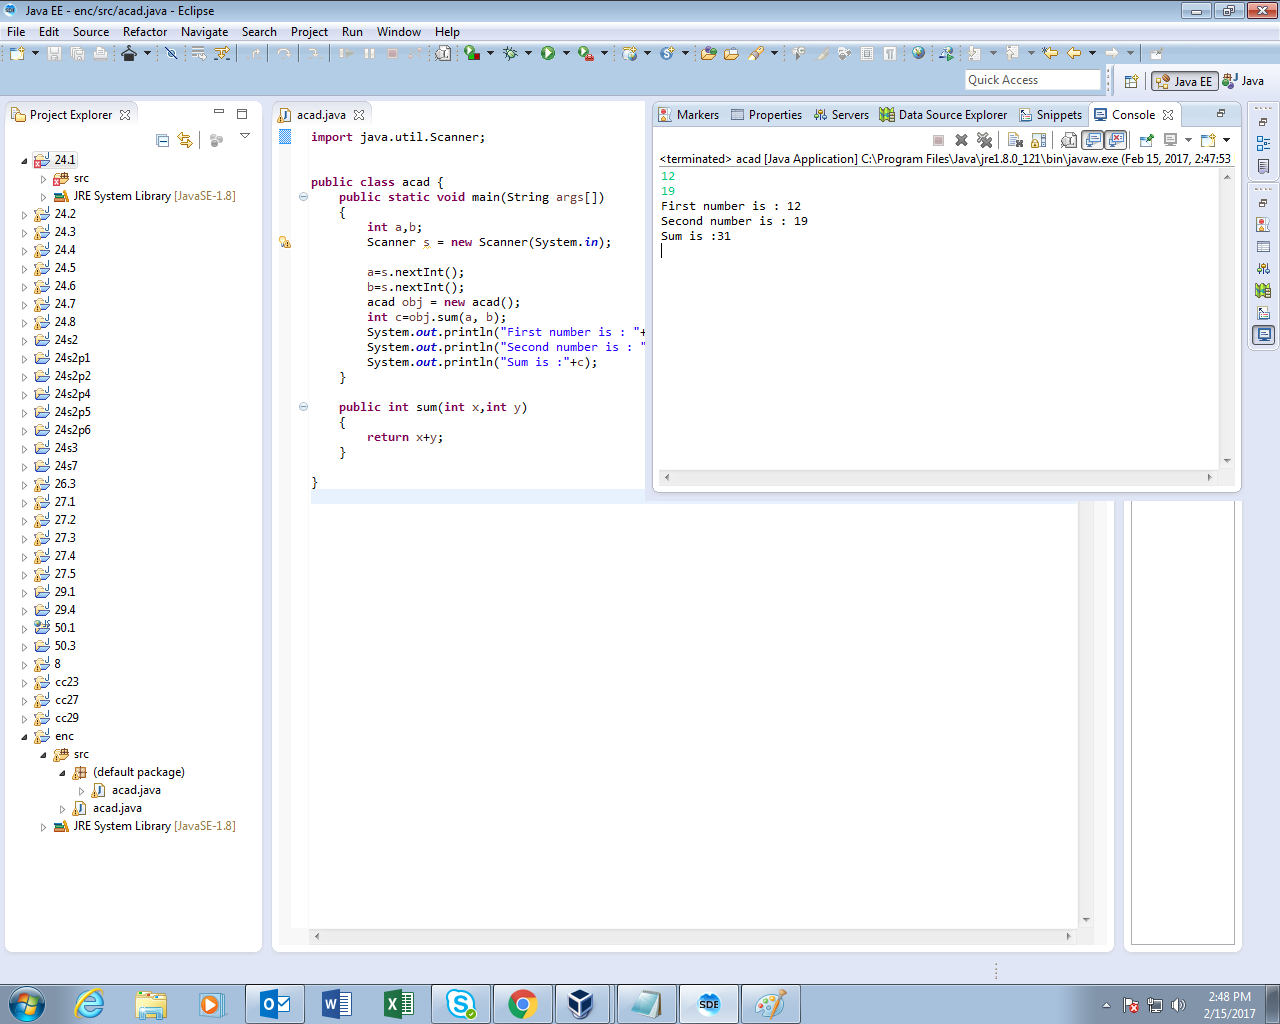 Java EE - enc/src/acad.java - Eclipse
File Edit Source Refactor Navigate Search Project Run Window Help
Quick Access
Java EE
Java
Project Explorer
24.1
src
JRE System Library [JavaSE-1.8]
24.2
24.3
24.4
24.5
24.6
24.7
24.8
24s2
24s2p1
24s2p2
24s2p4
24s2p5
24s2p6
24s3
24s7
26.3
27.1
27.2
27.3
27.4
27.5
29.1
29.4
50.1
50.3
8
cc23
cc27
cc29
enc
src
(default package)
acad.java
acad.java
JRE System Library [JavaSE-1.8]
acad.java
import java.util.Scanner;
public class acad {
public static void main(String args[])
{
int a,b;
Scanner s = new Scanner(System.in);
a=s.nextInt();
b=s.nextInt();
acad obj = new acad();
int c=obj.sum(a, b);
System.out.println("First number is : "+
System.out.println("Second number is : "
System.out.println("Sum is :"+c);
}
public int sum(int x,int y)
{
return x+y;
}
}
Markers Properties Servers Data Source Explorer Snippets Console
<terminated> acad [Java Application] C:\Program Files\Java\jre1.8.0_121\bin\javaw.exe (Feb 15, 2017, 2:47:53
12
19
First number is : 12
Second number is : 19
Sum is :31
SDE
2:48 PM
2/15/2017